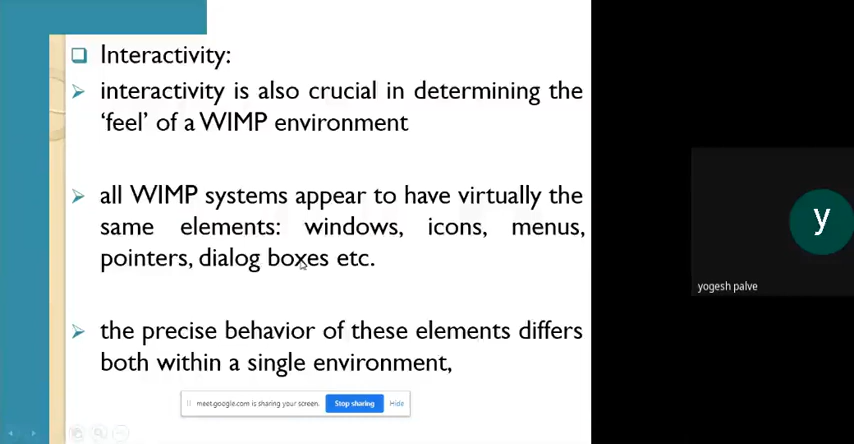 Interactivity:
interactivity is also crucial in determining the
‘feel’ of a WIMP environment
all WIMP systems appear to have virtually the
same elements: windows, icons, menus,
pointers, dialog boxes etc.
the precise behavior of these elements differs
both within a single environment,
meet.google.com is sharing your screen. Stop sharing Hide
y
yogesh palve